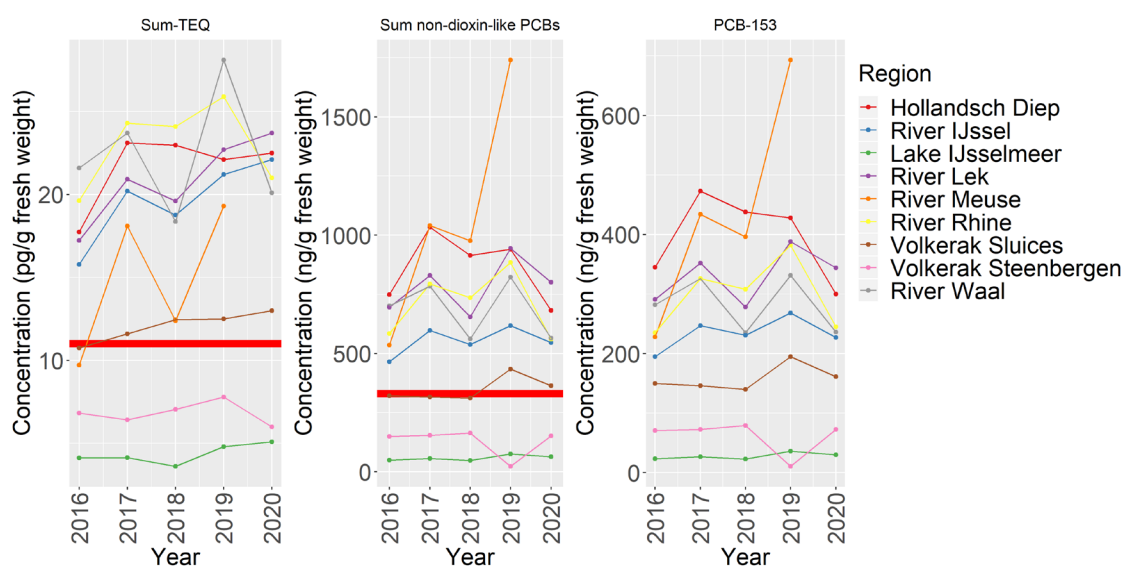 Sum-TEQ
Sum non-dioxin-like PCBs
PCB-153
Concentration (pg/g fresh weight)
20
10
2016
2017
2018
2019
2020
Year
Concentration (ng/g fresh weight)
1500
1000
500
0
2016
2017
2018
2019
2020
Year
Concentration (ng/g fresh weight)
600
400
200
0
2016
2017
2018
2019
2020
Year
Region
Hollandsch Diep
River IJssel
Lake IJsselmeer
River Lek
River Meuse
River Rhine
Volkerak Sluices
Volkerak Steenbergen
River Waal